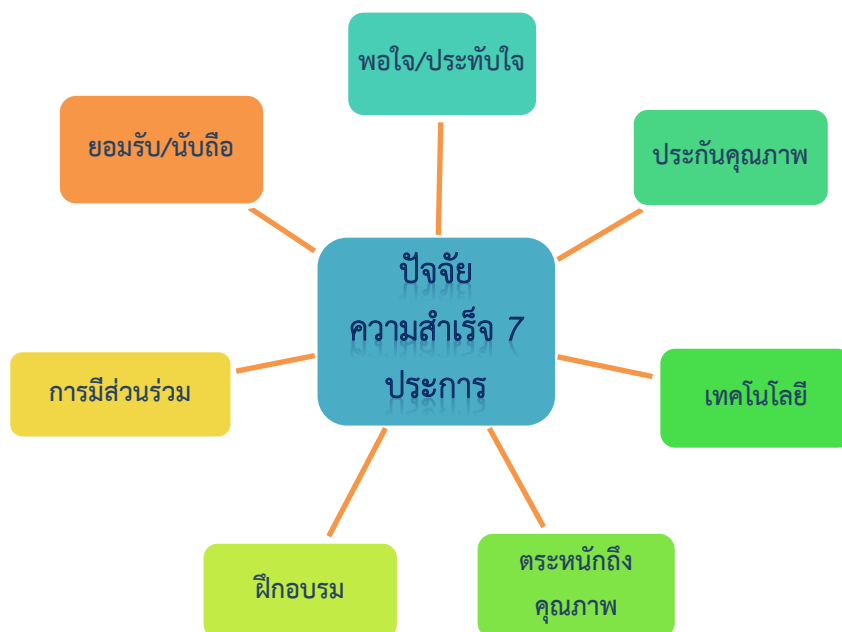 พอใจ/ประทับใจ
ยอมรับ/นับถือ
ประกันคุณภาพ
ปัจจัย
ความสำเร็จ 7
ประการ
การมีส่วนร่วม
เทคโนโลยี
ฝึกอบรม
ตระหนักถึง
คุณภาพ